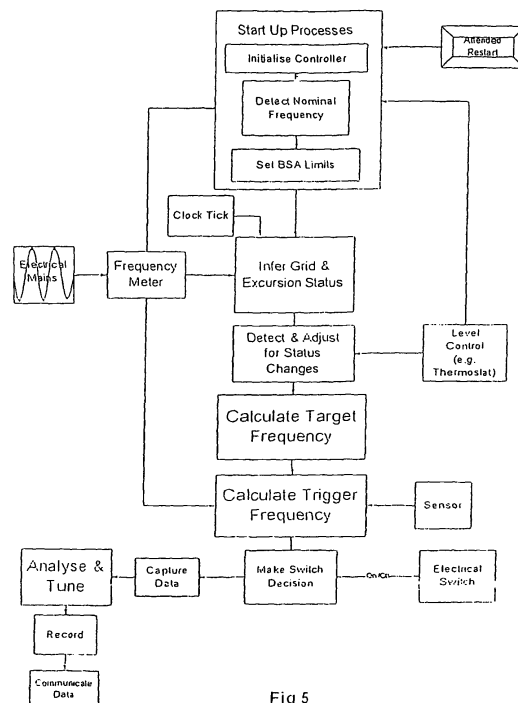 Start Up Processes
Initialise Controller
Detect Nominal
Frequency
Set BSA Limits
Attended
Restart
Clock Tick
Electrical
Mains
Frequency
Meter
Infer Grid &
Excursion Status
Detect & Adjust
for Status
Changes
Level
Control
(e.g.
Thermostat)
Calculate Target
Frequency
Calculate Trigger
Frequency
Sensor
Analyse &
Tune
Capture
Data
Make Switch
Decision
Electrical
Switch
Record
Communicate
Data
Fig 5